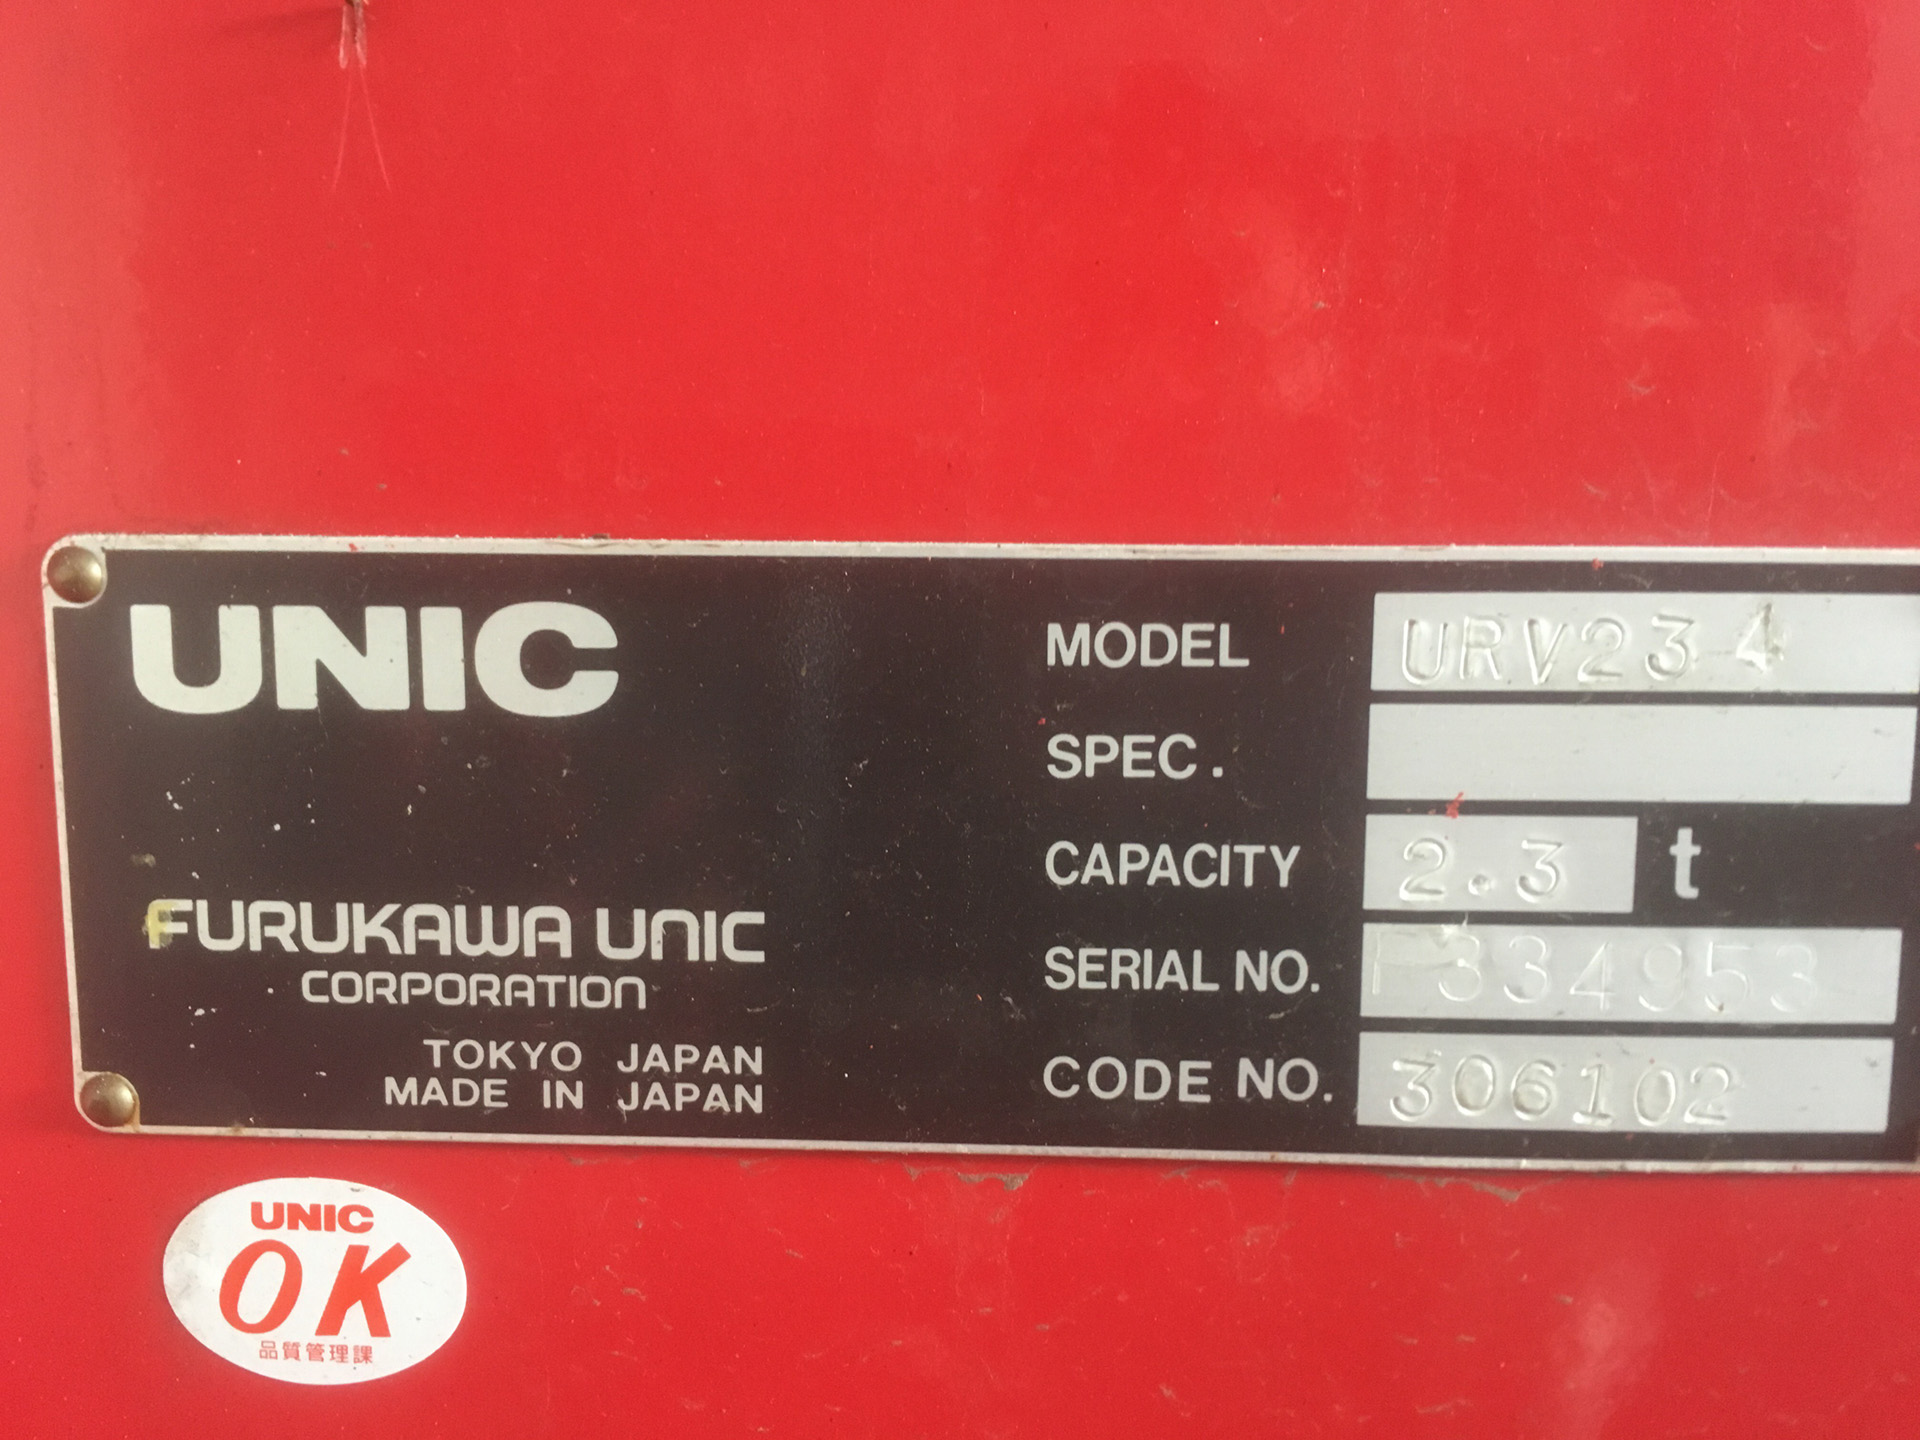 UNIC
FURUKAWA UNIC
CORPORATION
TOKYO JAPAN
MADE IN JAPAN
MODEL URV234
SPEC.
CAPACITY 2.3 t
SERIAL NO. F334953
CODE NO. 306102
UNIC
OK
品質管理課